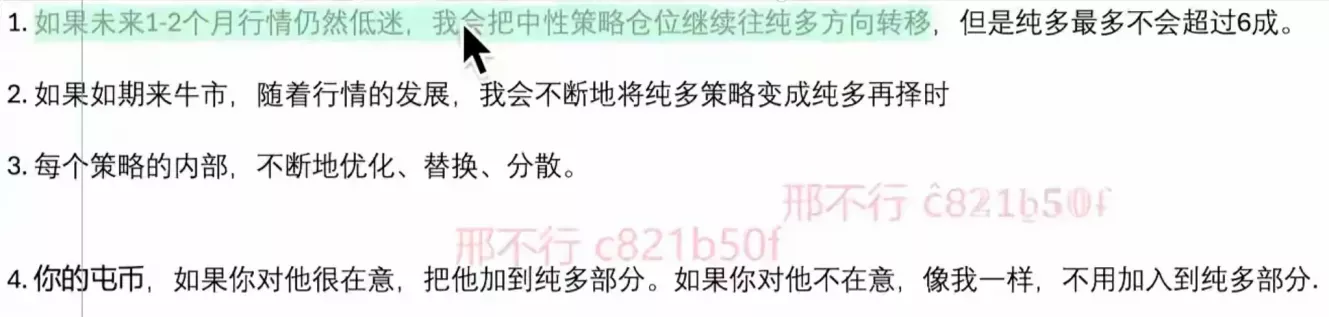 1. 如果未来1-2个月行情仍然低迷，我会把中性策略仓位继续往纯多方向转移，但是纯多最多不会超过6成。
2. 如果如期来牛市，随着行情的发展，我会不断地将纯多策略变成纯多再择时
3. 每个策略的内部，不断地优化、替换、分散。
邢不行 c821b50f
邢不行 c821b50f
4. 你的屯币，如果你对他很在意，把他加到纯多部分。如果你对他不在意，像我一样，不用加入到纯多部分.